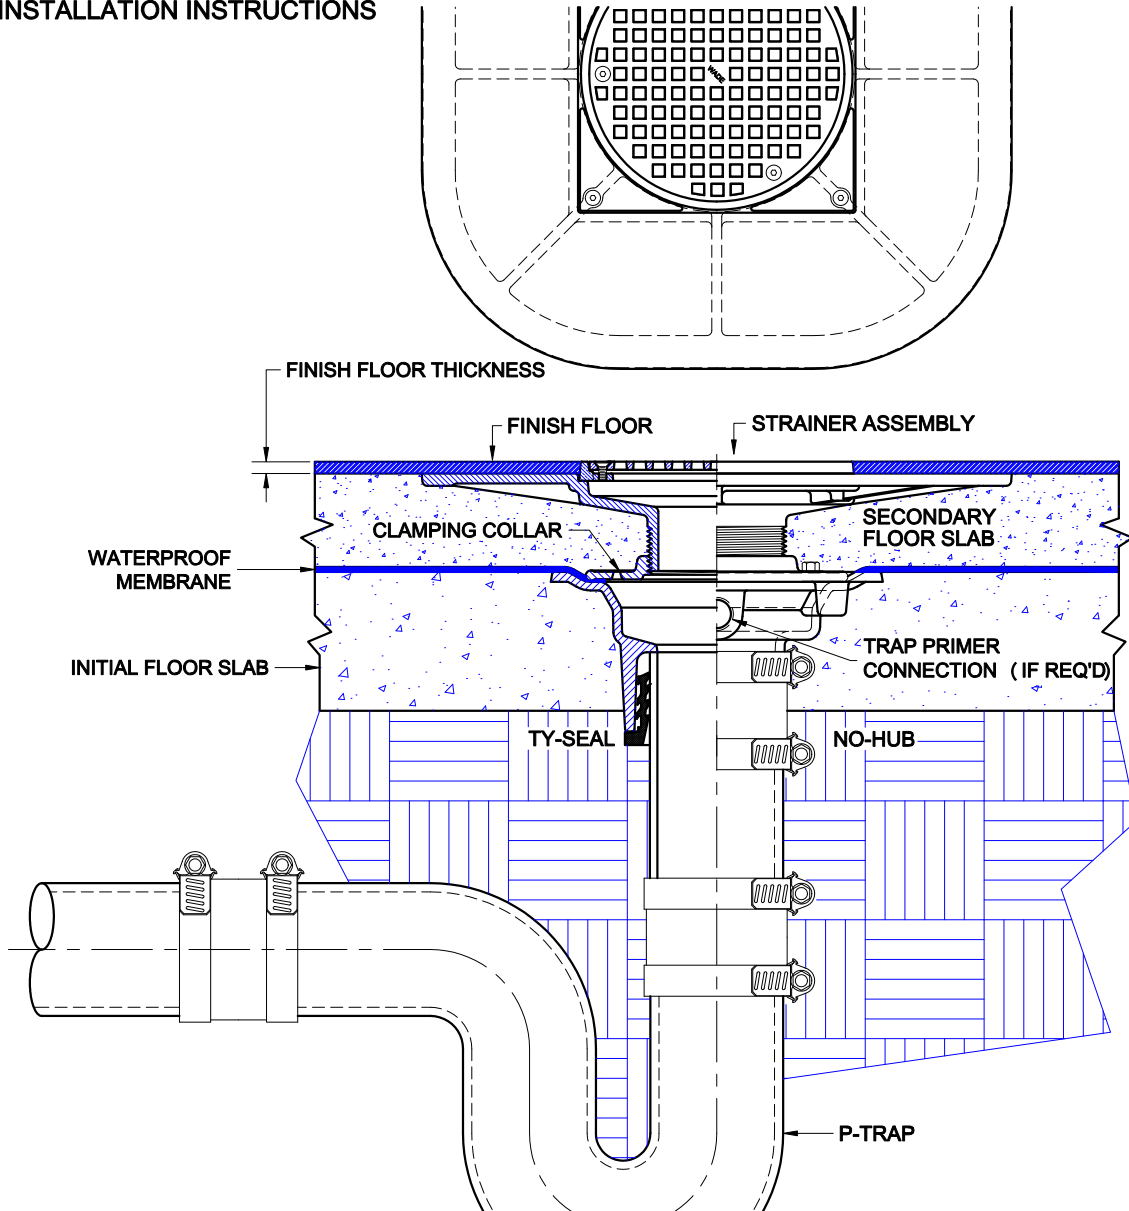 INSTALLATION INSTRUCTIONS
WADE
FINISH FLOOR THICKNESS
FINISH FLOOR
STRAINER ASSEMBLY
CLAMPING COLLAR
SECONDARY
FLOOR SLAB
WATERPROOF
MEMBRANE
INITIAL FLOOR SLAB
TRAP PRIMER
CONNECTION ( IF REQ'D)
TY-SEAL
NO-HUB
P-TRAP